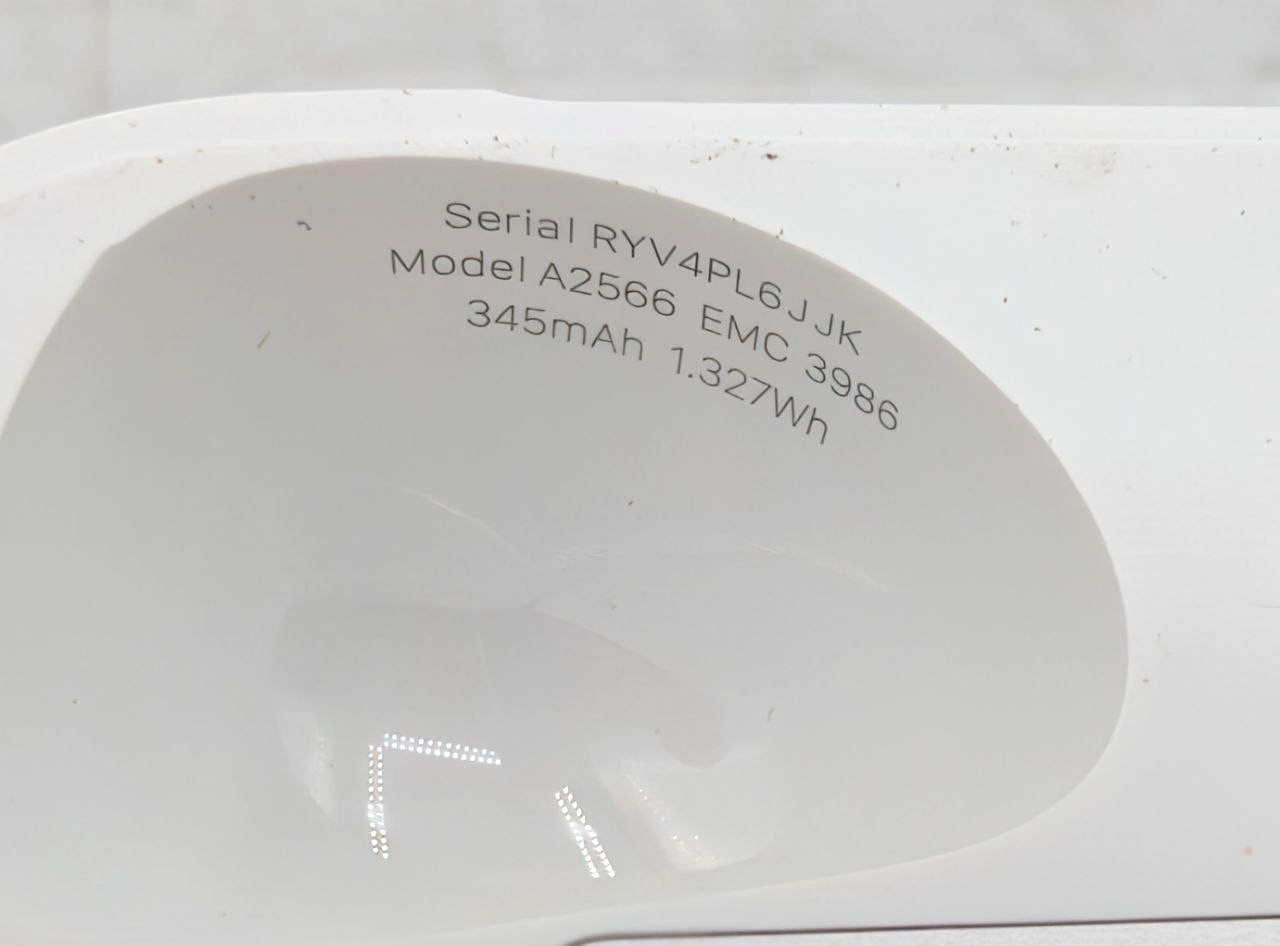 Serial RYV4PL6JJK
Model A2566 EMC 3986
345mAh 1.327Wh